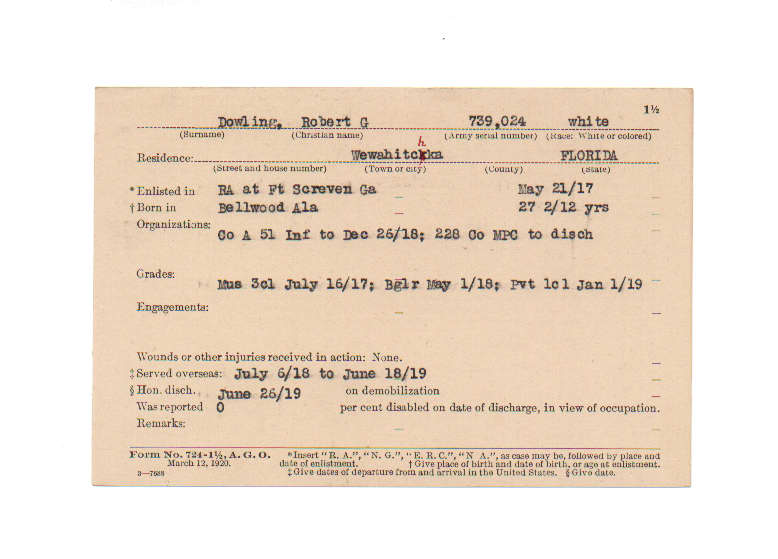 1½
Dowling, Robert G 739,024 white
(Surname) (Christian name) (Army serial number) (Race: White or colored)
h
Residence: Wewahitckka FLORIDA
(Street and house number) (Town or city) (County) (State)
*Enlisted in RA at Ft Screven Ga — May 21/17 —
†Born in Bellwood Ala — 27 2/12 yrs —
Organizations: Co A 51 Inf to Dec 26/18; 228 Co MPC to disch
Grades: Mus 3cl July 16/17; Bglr May 1/18; Pvt 1cl Jan 1/19 —
Engagements: —
Wounds or other injuries received in action: None. —
‡Served overseas: July 6/18 to June 18/19 —
§Hon. disch. June 26/19 on demobilization —
Was reported 0 per cent disabled on date of discharge, in view of occupation.
Remarks: — —
Form No. 724-1½, A. G. O. *Insert "R. A.", "N. G.", "E. R. C.", "N A.", as case may be, followed by place and
March 12, 1920. date of enlistment. †Give place of birth and date of birth, or age at enlistment.
3—7688 ‡Give dates of departure from and arrival in the United States. §Give date.